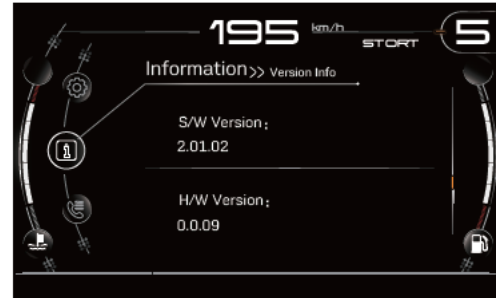 195 km/h
STORT
5
Information>> Version Info
S/W Version:
2.01.02
H/W Version:
0.0.09